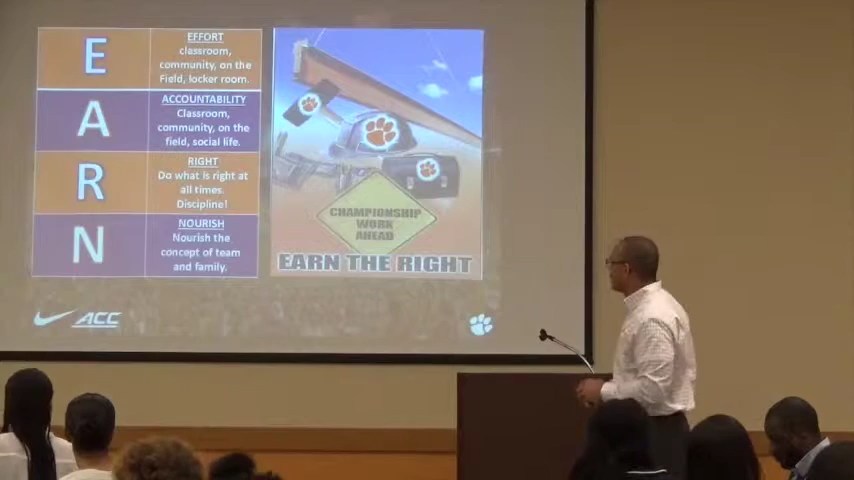 E
EFFORT
classroom,
community, on the
Field, locker room.
A
ACCOUNTABILITY
Classroom,
community, on the
field, social life.
R
RIGHT
Do what is right at
all times.
Discipline!
N
NOURISH
Nourish the
concept of team
and family.
CHAMPIONSHIP
WORK
AHEAD
EARN THE RIGHT
ACC